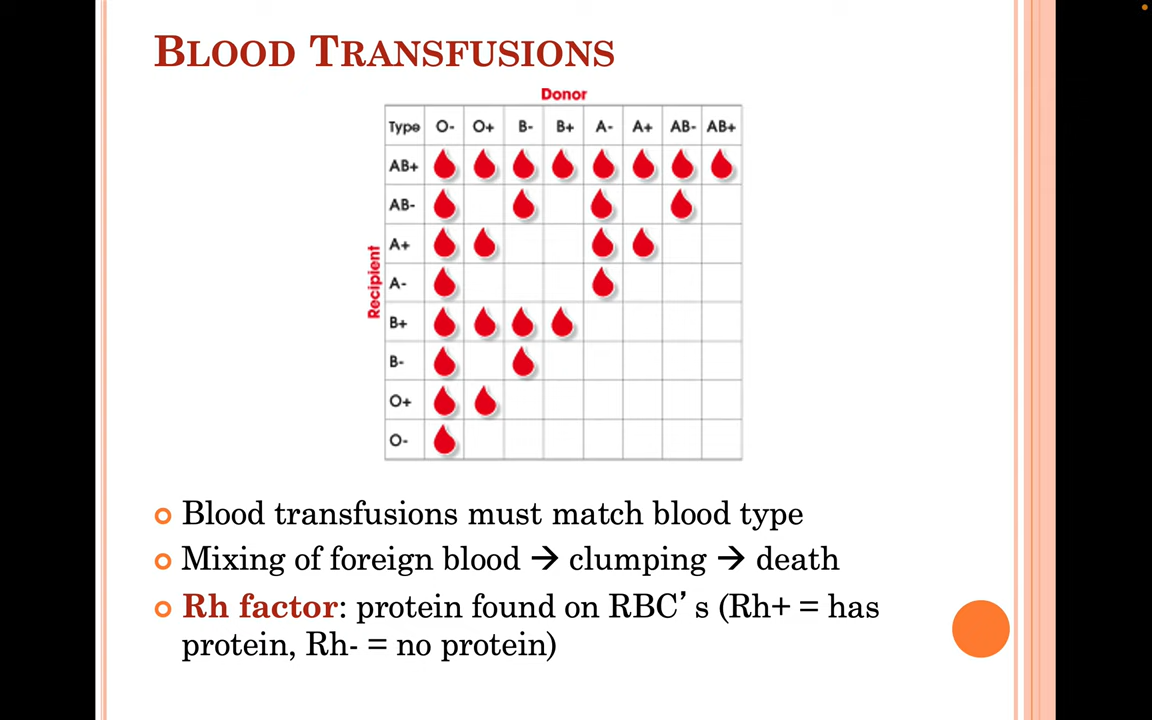 BLOOD TRANSFUSIONS
Donor
Type O- O+ B- B+ A- A+ AB- AB+
AB+
AB-
A+
Recipient
A-
B+
B-
O+
O-
Blood transfusions must match blood type
Mixing of foreign blood → clumping → death
Rh factor: protein found on RBC’s (Rh+ = has
protein, Rh- = no protein)